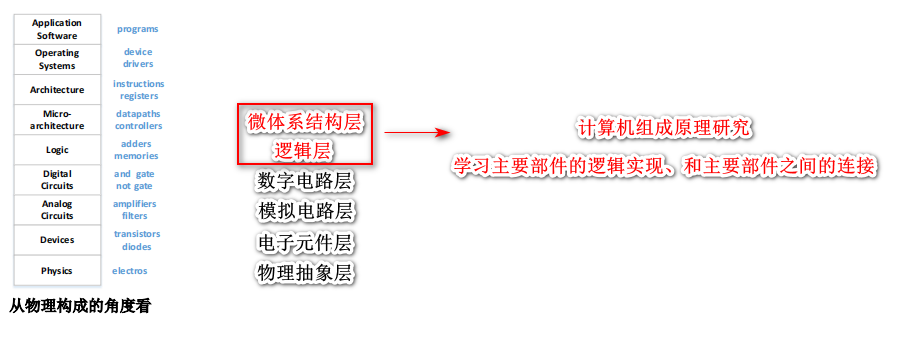 Application
Software
programs
Operating
Systems
device
drivers
Architecture
instructions
registers
Micro-
architecture
datapaths
controllers
Logic
adders
memories
Digital
Circuits
and gate
not gate
Analog
Circuits
amplifiers
filters
Devices
transistors
diodes
Physics
electros
从物理构成的角度看
微体系结构层
逻辑层
数字电路层
模拟电路层
电子元件层
物理抽象层
计算机组成原理研究
学习主要部件的逻辑实现、和主要部件之间的连接